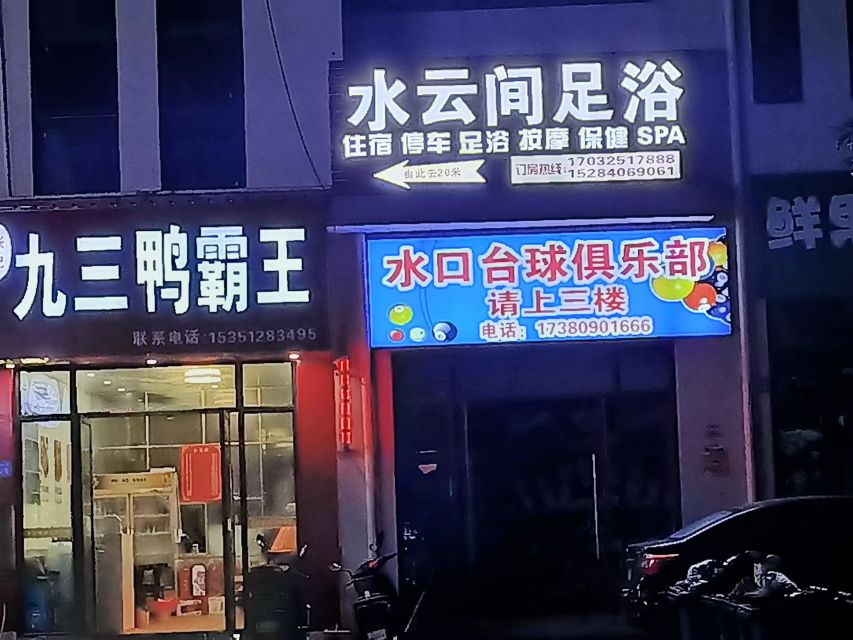 水云间足浴
住宿 停车 足浴 按摩 保健 SPA
由此去20米
订房热线: 17032517888
15284069061
九三鸭霸王
联系电话:15351283495
水口台球俱乐部
请上三楼
电话: 17380901666
鲜果